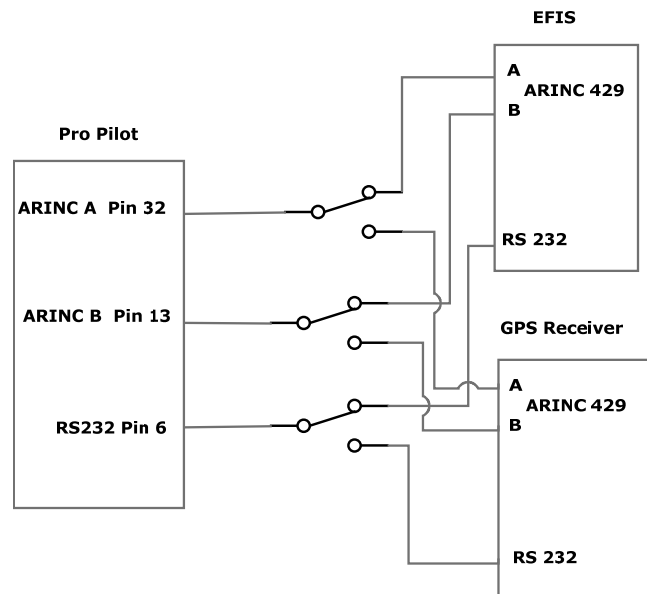 EFIS
A
ARINC 429
B
RS 232
Pro Pilot
ARINC A  Pin 32
ARINC B  Pin 13
RS232 Pin 6
GPS Receiver
A
ARINC 429
B
RS 232